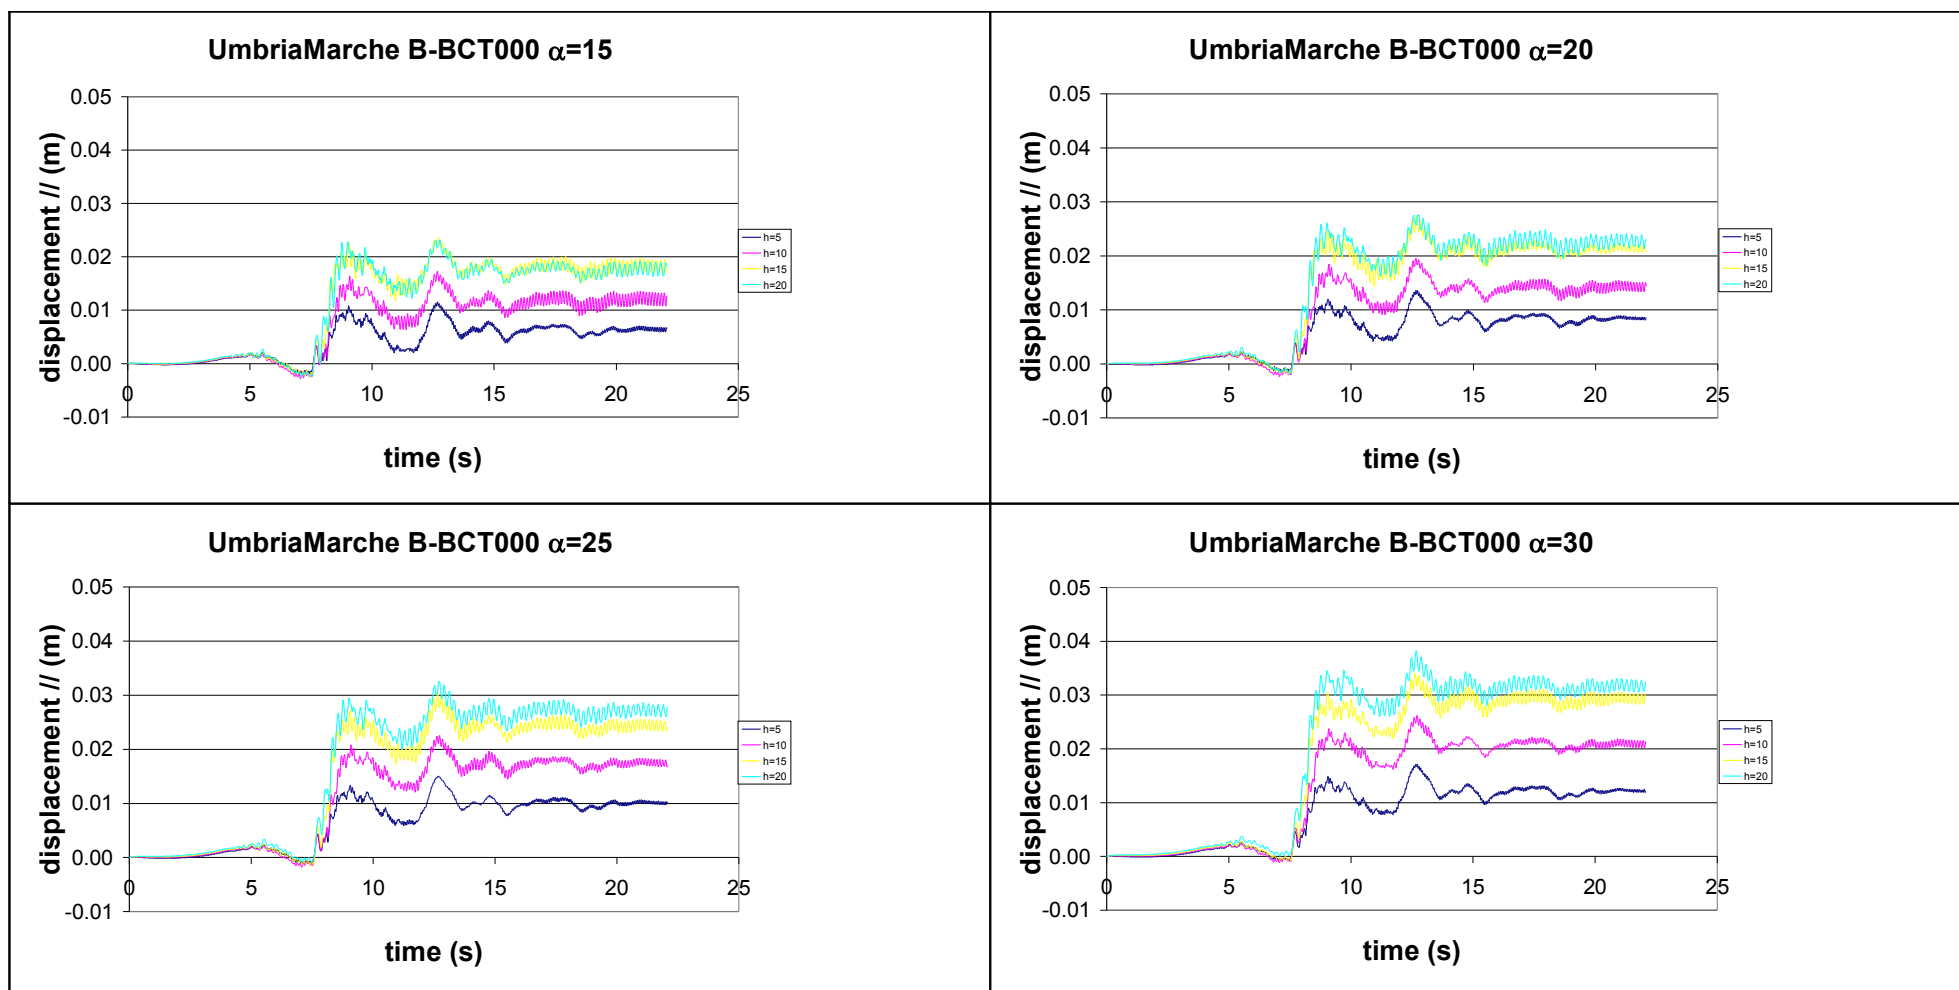 UmbriaMarche B-BCT000 α=15
displacement // (m)
0.05
0.04
0.03
0.02
0.01
0.00
-0.01
0
5
10
15
20
25
time (s)
h=5
h=10
h=15
h=20
UmbriaMarche B-BCT000 α=20
displacement // (m)
0.05
0.04
0.03
0.02
0.01
0.00
-0.01
0
5
10
15
20
25
time (s)
h=5
h=10
h=15
h=20
UmbriaMarche B-BCT000 α=25
displacement // (m)
0.05
0.04
0.03
0.02
0.01
0.00
-0.01
0
5
10
15
20
25
time (s)
h=5
h=10
h=15
h=20
UmbriaMarche B-BCT000 α=30
displacement // (m)
0.05
0.04
0.03
0.02
0.01
0.00
-0.01
0
5
10
15
20
25
time (s)
h=5
h=10
h=15
h=20